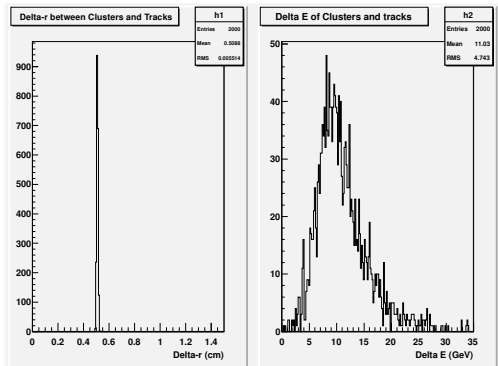 Delta-r between Clusters and Tracks
h1
Entries 2000
Mean 0.5088
RMS 0.005514
900
800
700
600
500
400
300
200
100
0
0 0.2 0.4 0.6 0.8 1 1.2 1.4
Delta-r (cm)
Delta E of Clusters and tracks
h2
Entries 2000
Mean 11.03
RMS 4.743
50
40
30
20
10
0
0 5 10 15 20 25 30 35
Delta E (GeV)